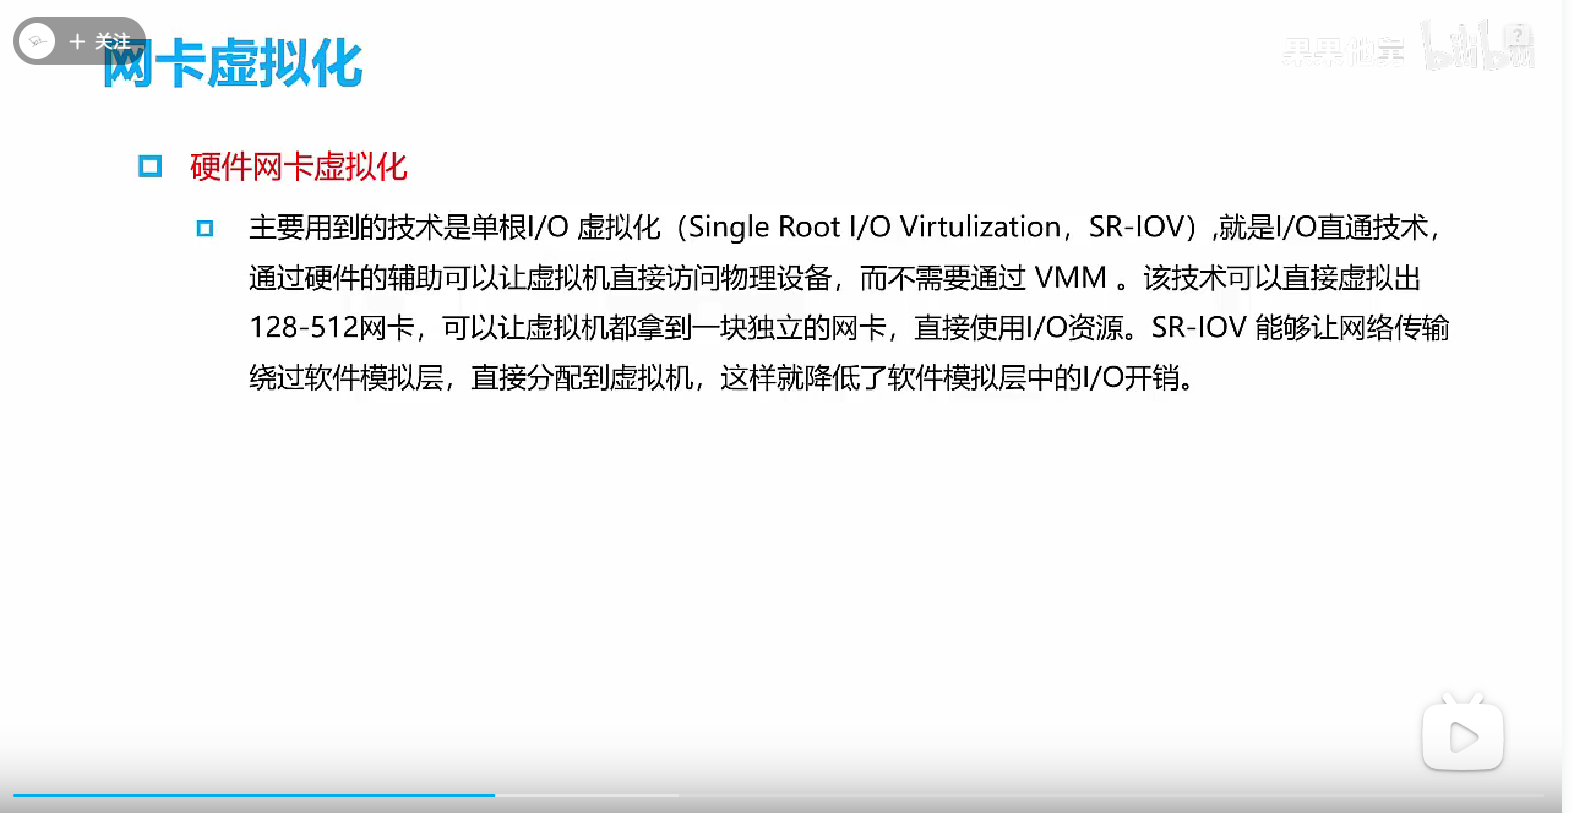 + 关注
网卡虚拟化
果果他哥 bilibili
硬件网卡虚拟化
主要用到的技术是单根I/O 虚拟化（Single Root I/O Virtulization，SR-IOV）,就是I/O直通技术，
通过硬件的辅助可以让虚拟机直接访问物理设备，而不需要通过 VMM 。该技术可以直接虚拟出
128-512网卡，可以让虚拟机都拿到一块独立的网卡，直接使用I/O资源。SR-IOV 能够让网络传输
绕过软件模拟层，直接分配到虚拟机，这样就降低了软件模拟层中的I/O开销。